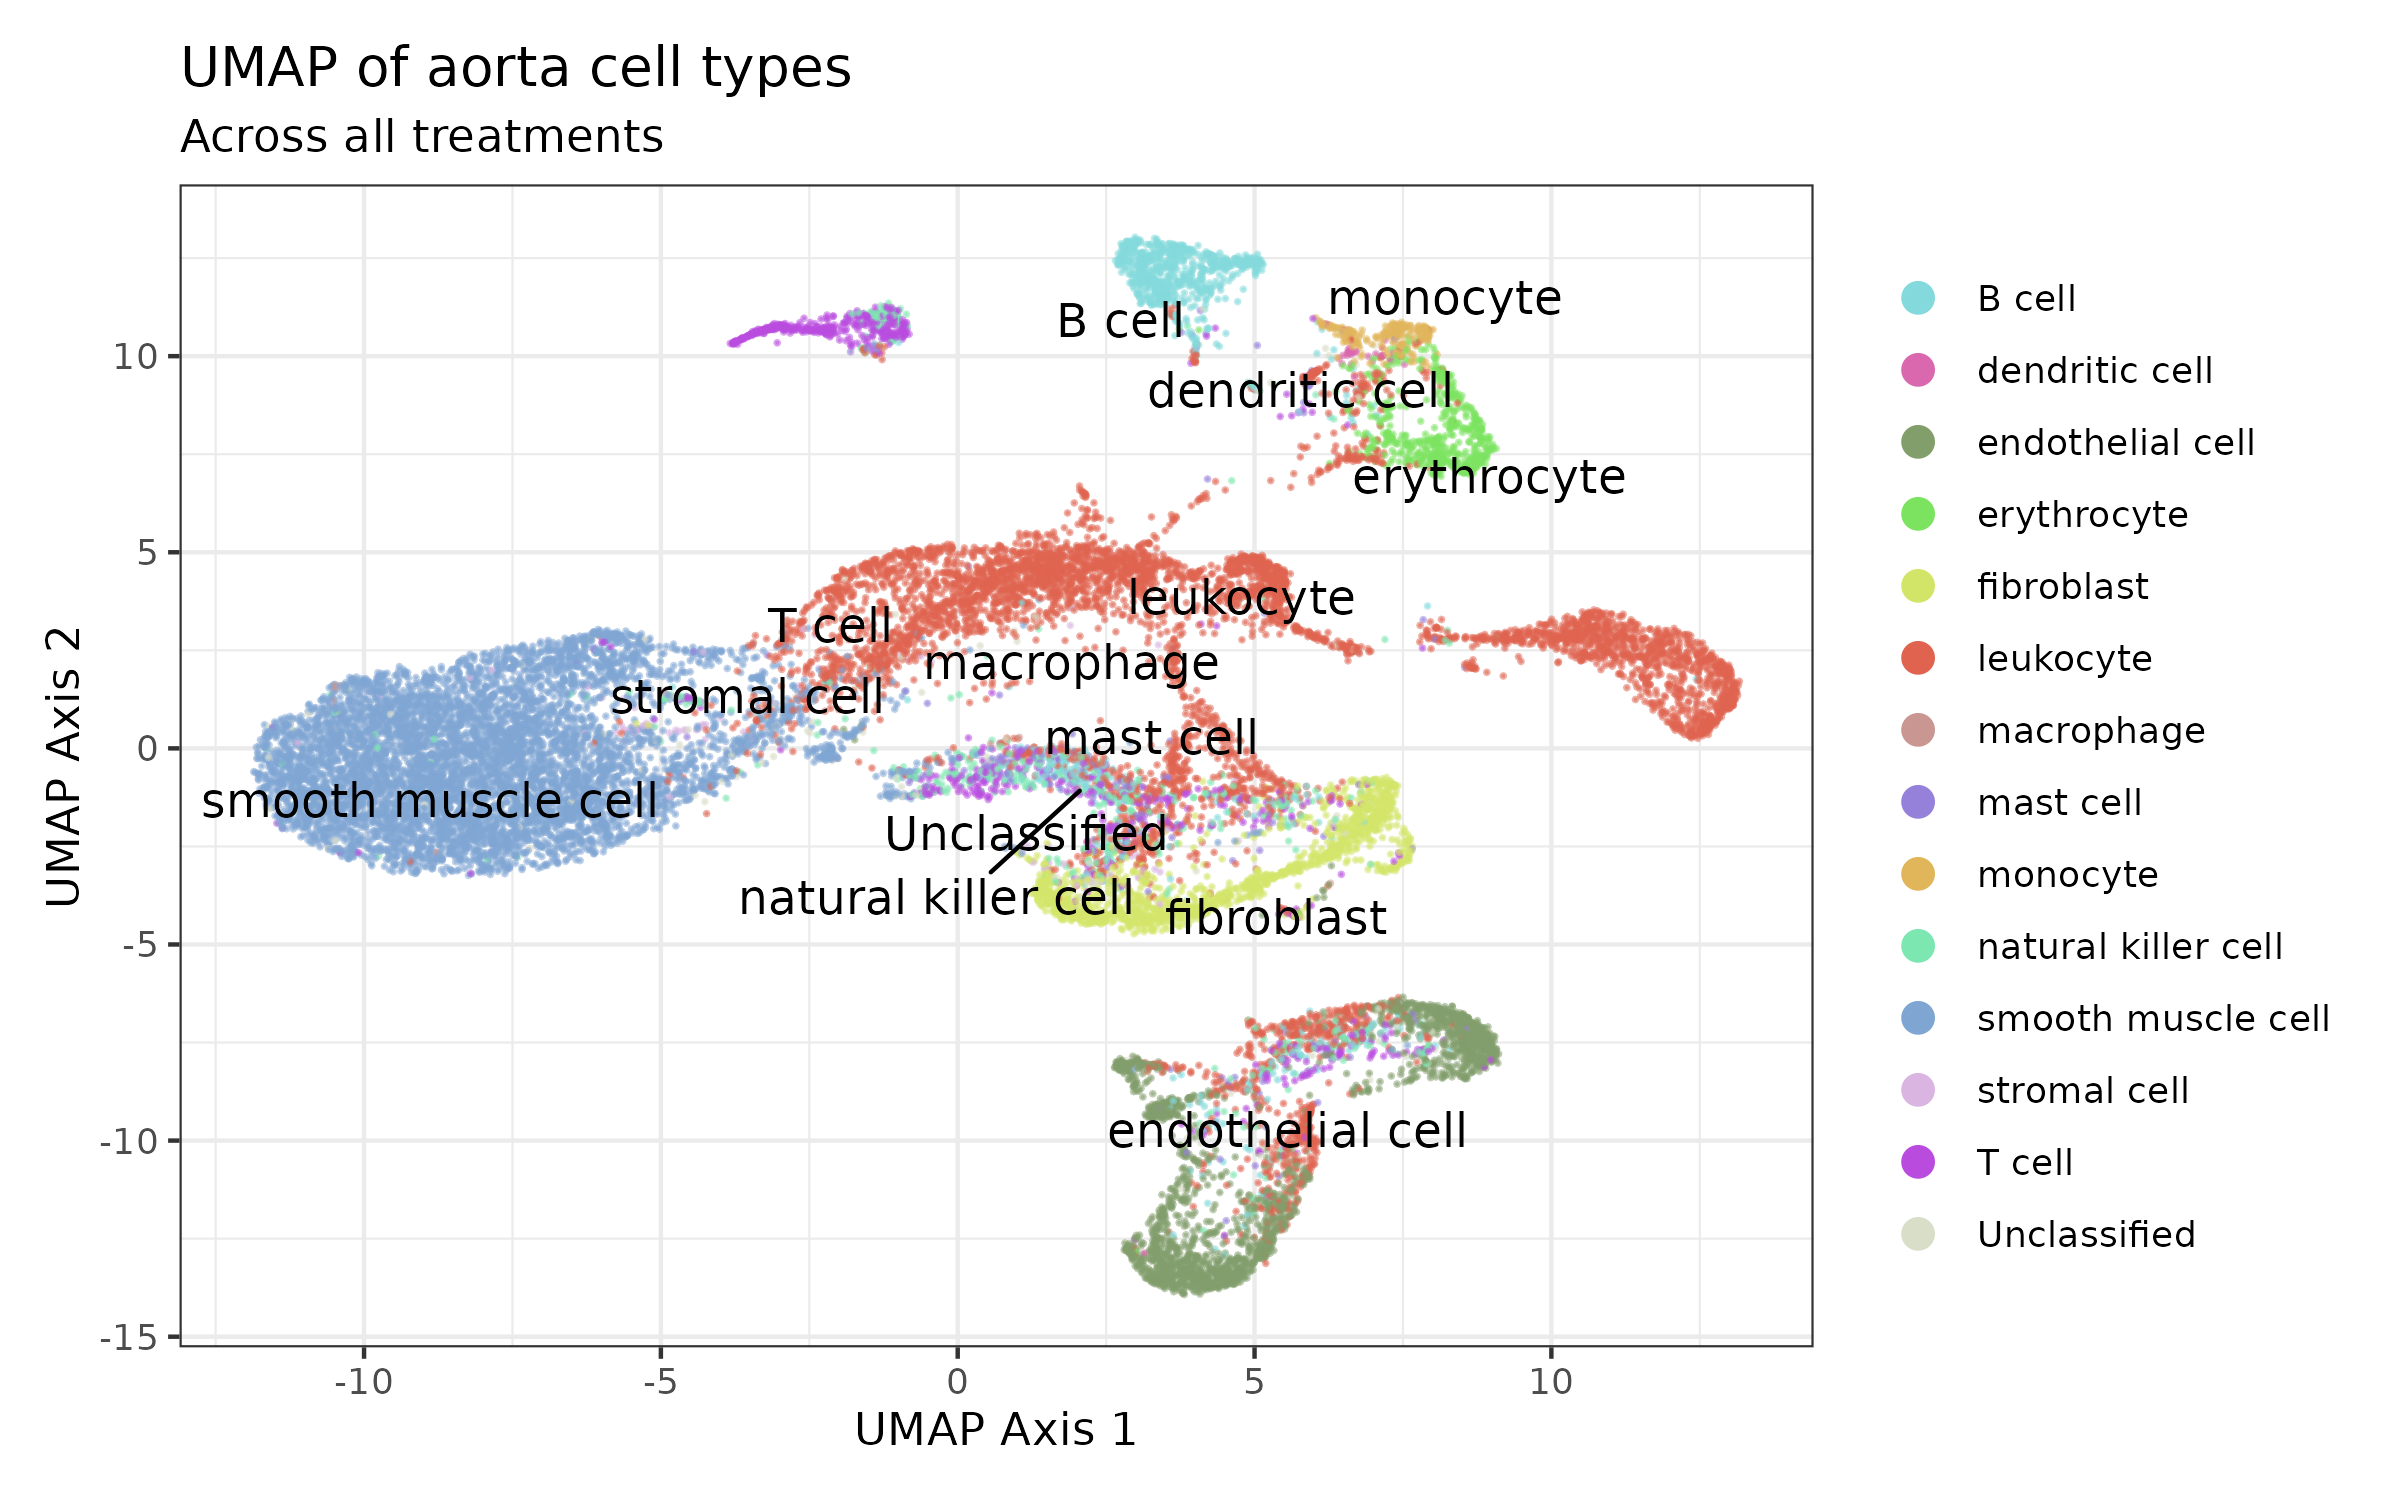 UMAP of aorta cell types
Across all treatments
B cell
monocyte
dendritic cell
erythrocyte
leukocyte
T cell
macrophage
stromal cell
mast cell
smooth muscle cell
Unclassified
natural killer cell
fibroblast
endothelial cell
10
5
0
-5
-10
-15
UMAP Axis 2
-10
-5
0
5
10
UMAP Axis 1
B cell
dendritic cell
endothelial cell
erythrocyte
fibroblast
leukocyte
macrophage
mast cell
monocyte
natural killer cell
smooth muscle cell
stromal cell
T cell
Unclassified